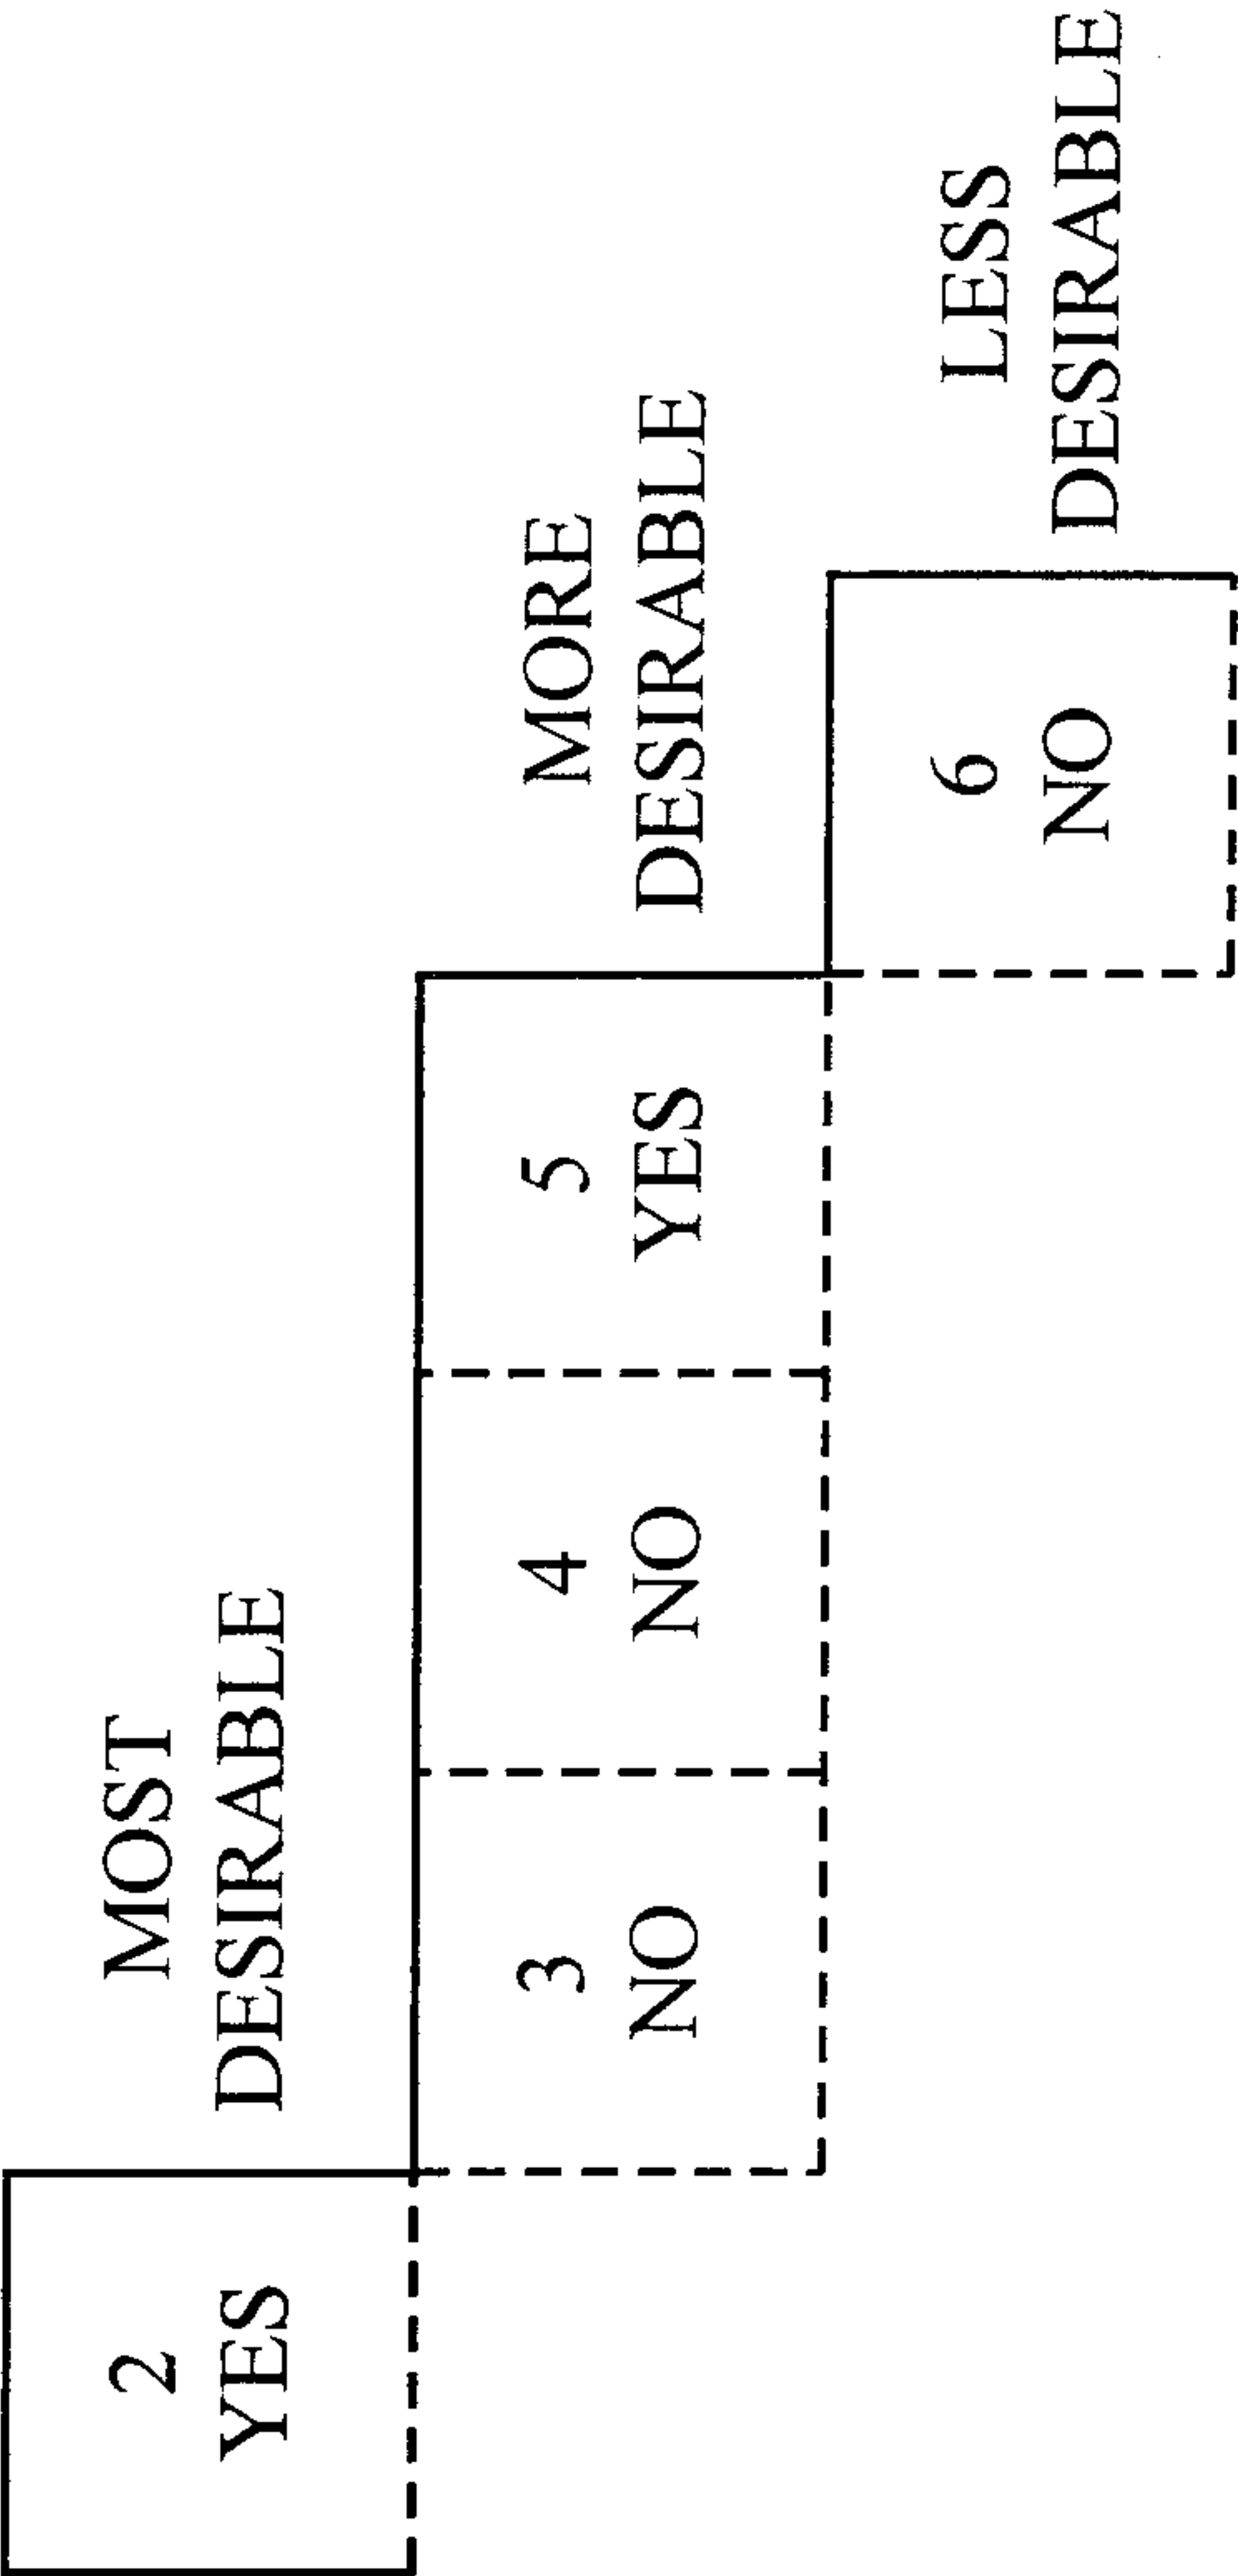 2
YES
MOST
DESIRABLE
3
NO
4
NO
5
YES
MORE
DESIRABLE
6
NO
LESS
DESIRABLE